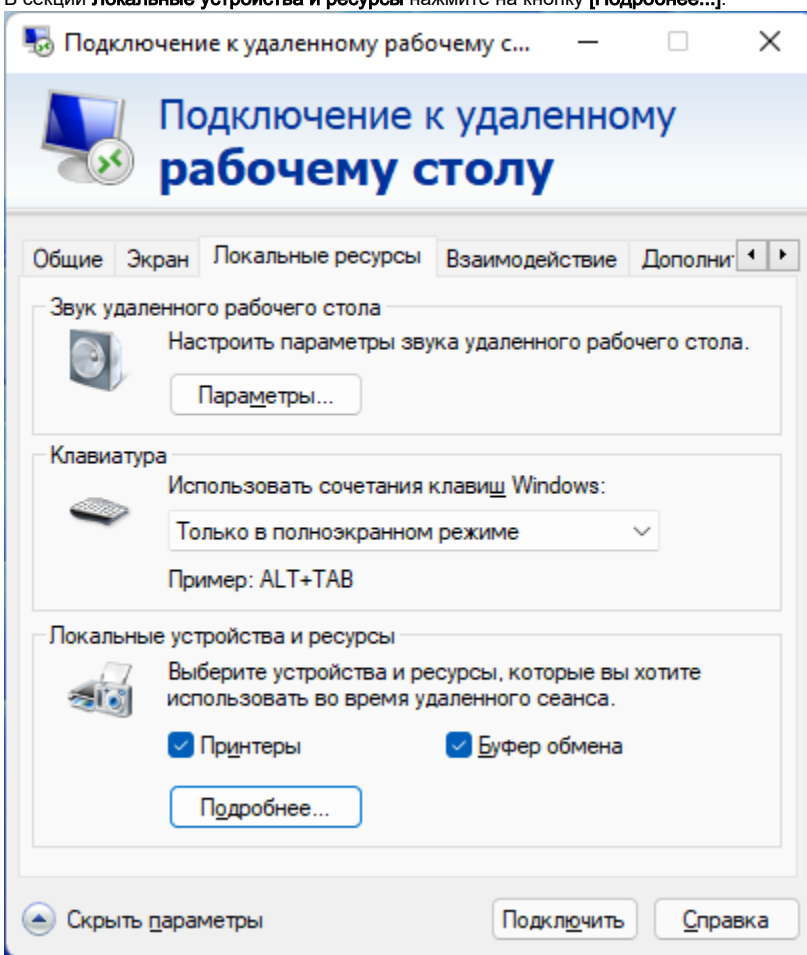 В секции Локальные устройства и ресурсы нажмите на кнопку [Подробнее...].
Подключение к удаленному рабочему с...
Подключение к удаленному
рабочему столу
Общие Экран Локальные ресурсы Взаимодействие Дополнит
Звук удаленного рабочего стола
Настроить параметры звука удаленного рабочего стола.
Параметры...
Клавиатура
Использовать сочетания клавиш Windows:
Только в полноэкранном режиме
Пример: ALT+TAB
Локальные устройства и ресурсы
Выберите устройства и ресурсы, которые вы хотите
использовать во время удаленного сеанса.
Принтеры Буфер обмена
Подробнее...
Скрыть параметры Подключить Справка